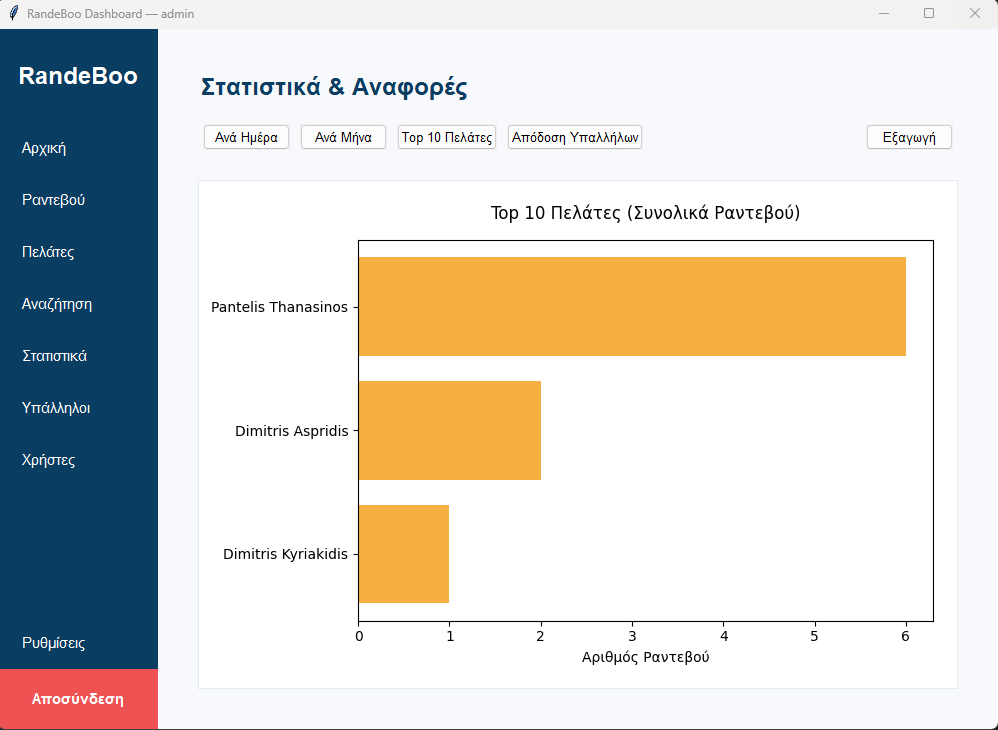 RandeBoo Dashboard — admin
RandeBoo
Αρχική
Ραντεβού
Πελάτες
Αναζήτηση
Στατιστικά
Υπάλληλοι
Χρήστες
Ρυθμίσεις
Αποσύνδεση
Στατιστικά & Αναφορές
Ανά Ημέρα Ανά Μήνα Top 10 Πελάτες Απόδοση Υπαλλήλων Εξαγωγή
Top 10 Πελάτες (Συνολικά Ραντεβού)
Pantelis Thanasinos
Dimitris Aspridis
Dimitris Kyriakidis
0 1 2 3 4 5 6
Αριθμός Ραντεβού